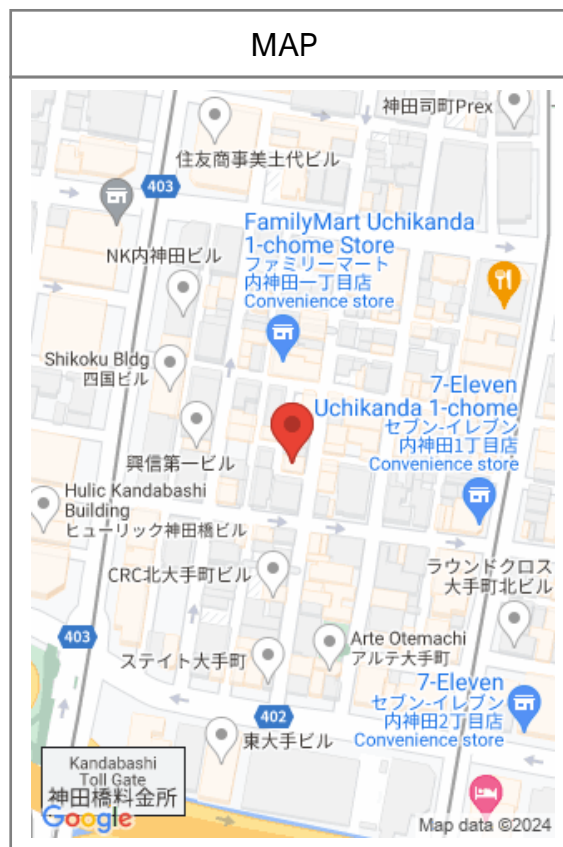 MAP
神田司町Prex
住友商事美土代ビル
403
FamilyMart Uchikanda
1-chome Store
ファミリーマート
内神田一丁目店
Convenience store
NK内神田ビル
Shikoku Bldg
四国ビル
7-Eleven
Uchikanda 1-chome
セブン-イレブン
内神田1丁目店
Convenience store
興信第一ビル
Hulic Kandabashi
Building
ヒューリック神田橋ビル
CRC北大手町ビル
ラウンドクロス
大手町北ビル
403
Arte Otemachi
アルテ大手町
ステイト大手町
7-Eleven
セブン-イレブン
内神田2丁目店
Convenience store
402
東大手ビル
Kandabashi
Toll Gate
神田橋料金所
Google
Map data ©2024